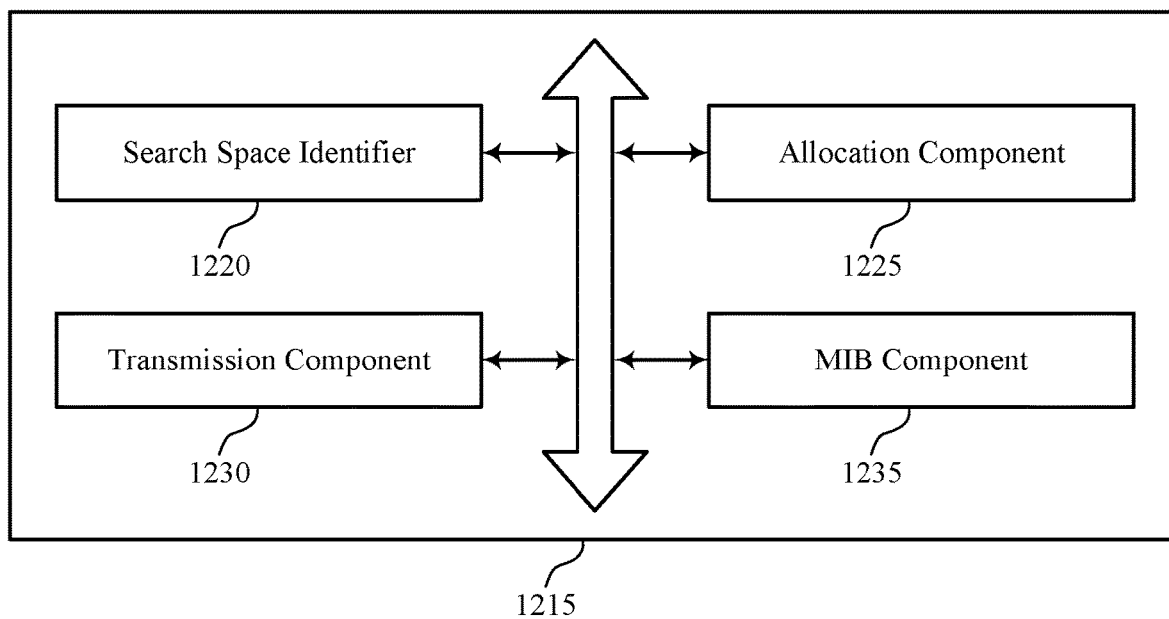 Search Space Identifier
Allocation Component
1220
1225
Transmission Component
MIB Component
1230
1235
1215